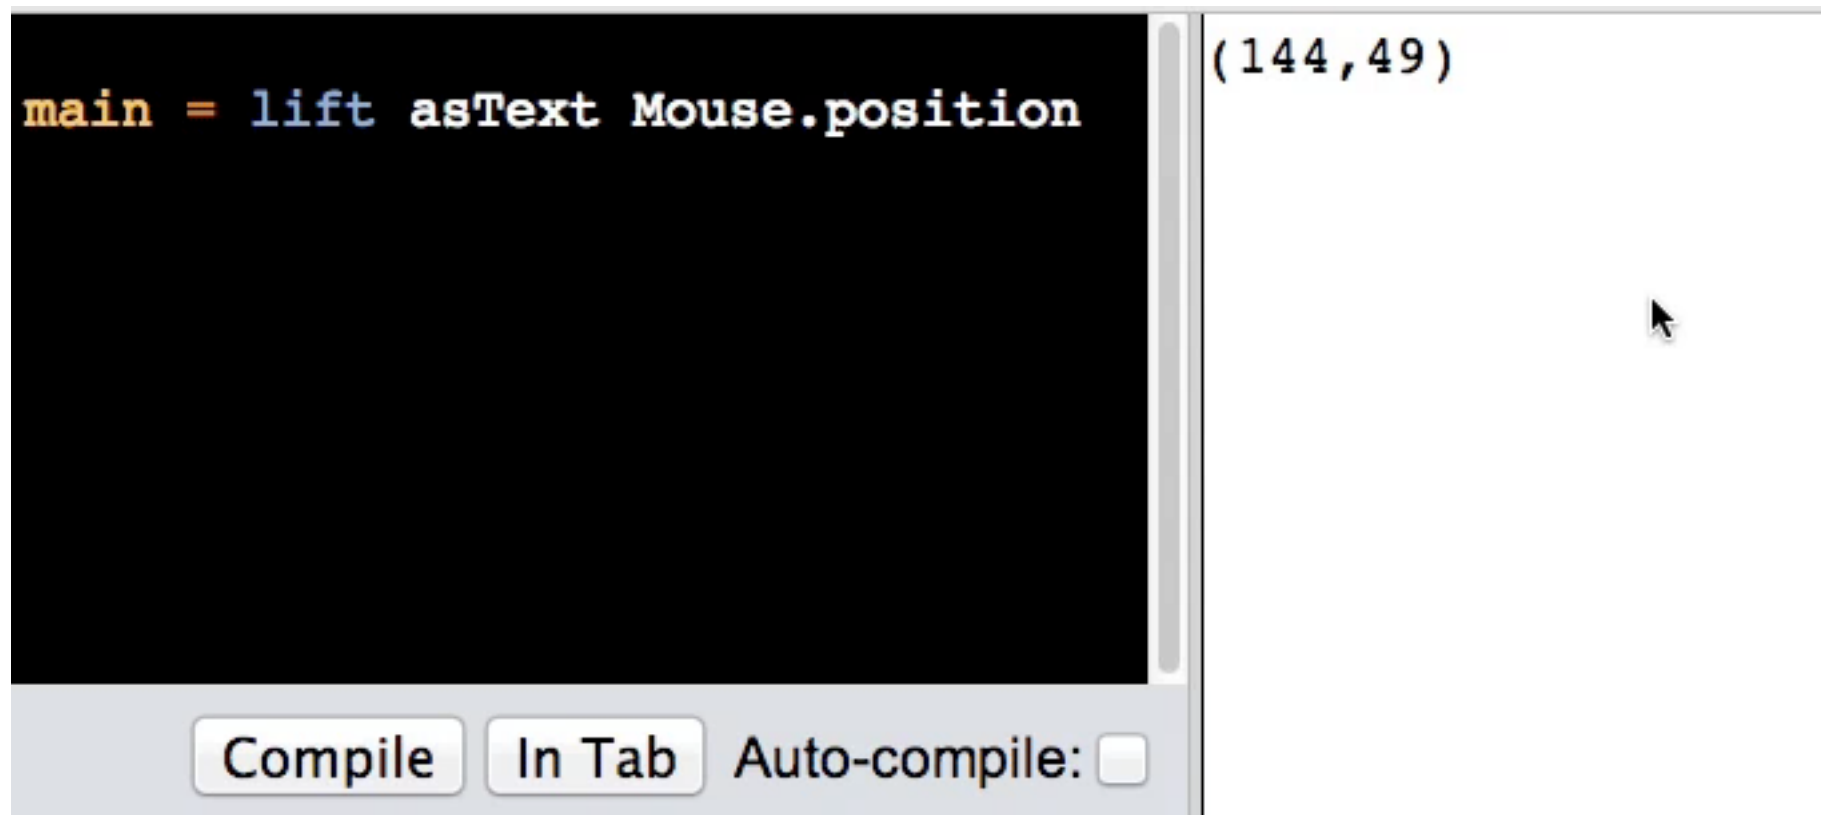 main = lift asText Mouse.position
Compile
In Tab
Auto-compile:
(144,49)